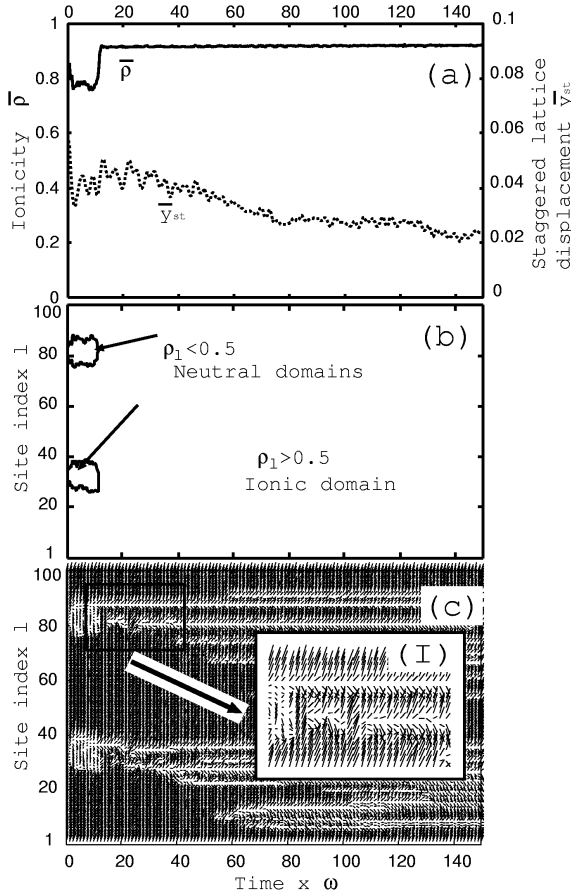 0 20 40 60 80 100 120 140
1
0.8
0.6
0.4
0.2
0
Ionicity ρ̅
0.1
0.08
0.06
0.04
0.02
0
Staggered lattice
displacement y̅st
(a)
ρ̅
y̅st
100
80
60
40
20
1
Site index l
(b)
ρl<0.5
Neutral domains
ρl>0.5
Ionic domain
100
80
60
40
20
1
Site index l
(c)
(I)
0 20 40 60 80 100 120 140
Time x ω